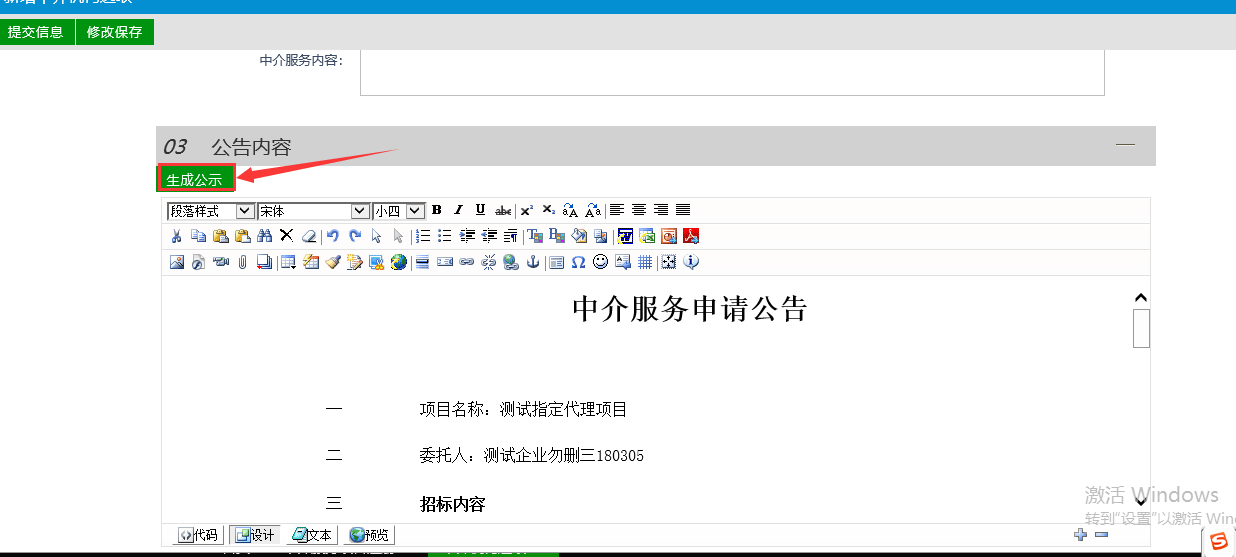 提交信息 修改保存
中介服务内容:
03 公告内容
生成公示
段落样式 宋体 小四 B I U abc
中介服务申请公告
一 项目名称：测试指定代理项目
二 委托人：测试企业勿删三180305
三 招标内容
激活 Windows
转到"设置"以激活 Win
代码 设计 文本 预览